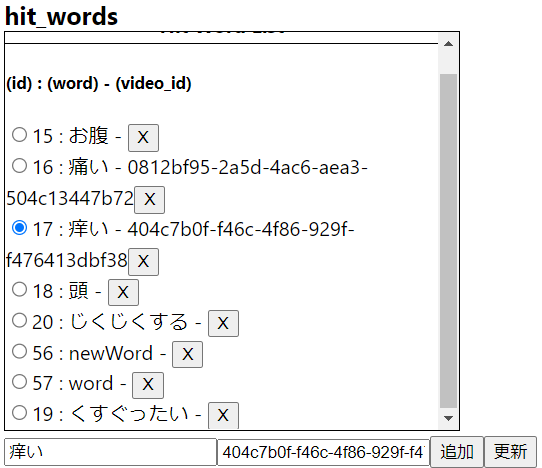 hit_words
(id) : (word) - (video_id)
15 : お腹 - X
16 : 痛い - 0812bf95-2a5d-4ac6-aea3-
504c13447b72 X
17 : 痒い - 404c7b0f-f46c-4f86-929f-
f476413dbf38 X
18 : 頭 - X
20 : じくじくする - X
56 : newWord - X
57 : word - X
19 : くすぐったい - X
痒い 404c7b0f-f46c-4f86-929f-f4 追加 更新